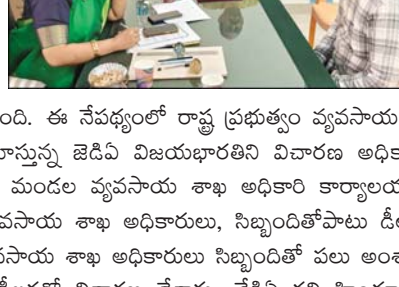 ంది. ఈ నేపథ్యంలో రాష్ట్ర ప్రభుత్వం వ్యవసాయ
స్తున్న జెడిఏ విజయభారతిని విచారణ అధిక
మండల వ్యవసాయ శాఖ అధికారి కార్యాలయ
వసాయ శాఖ అధికారులు, సిబ్బందితోపాటు డీల
వసాయ శాఖ అధికారులు సిబ్బందితో పలు అంశ